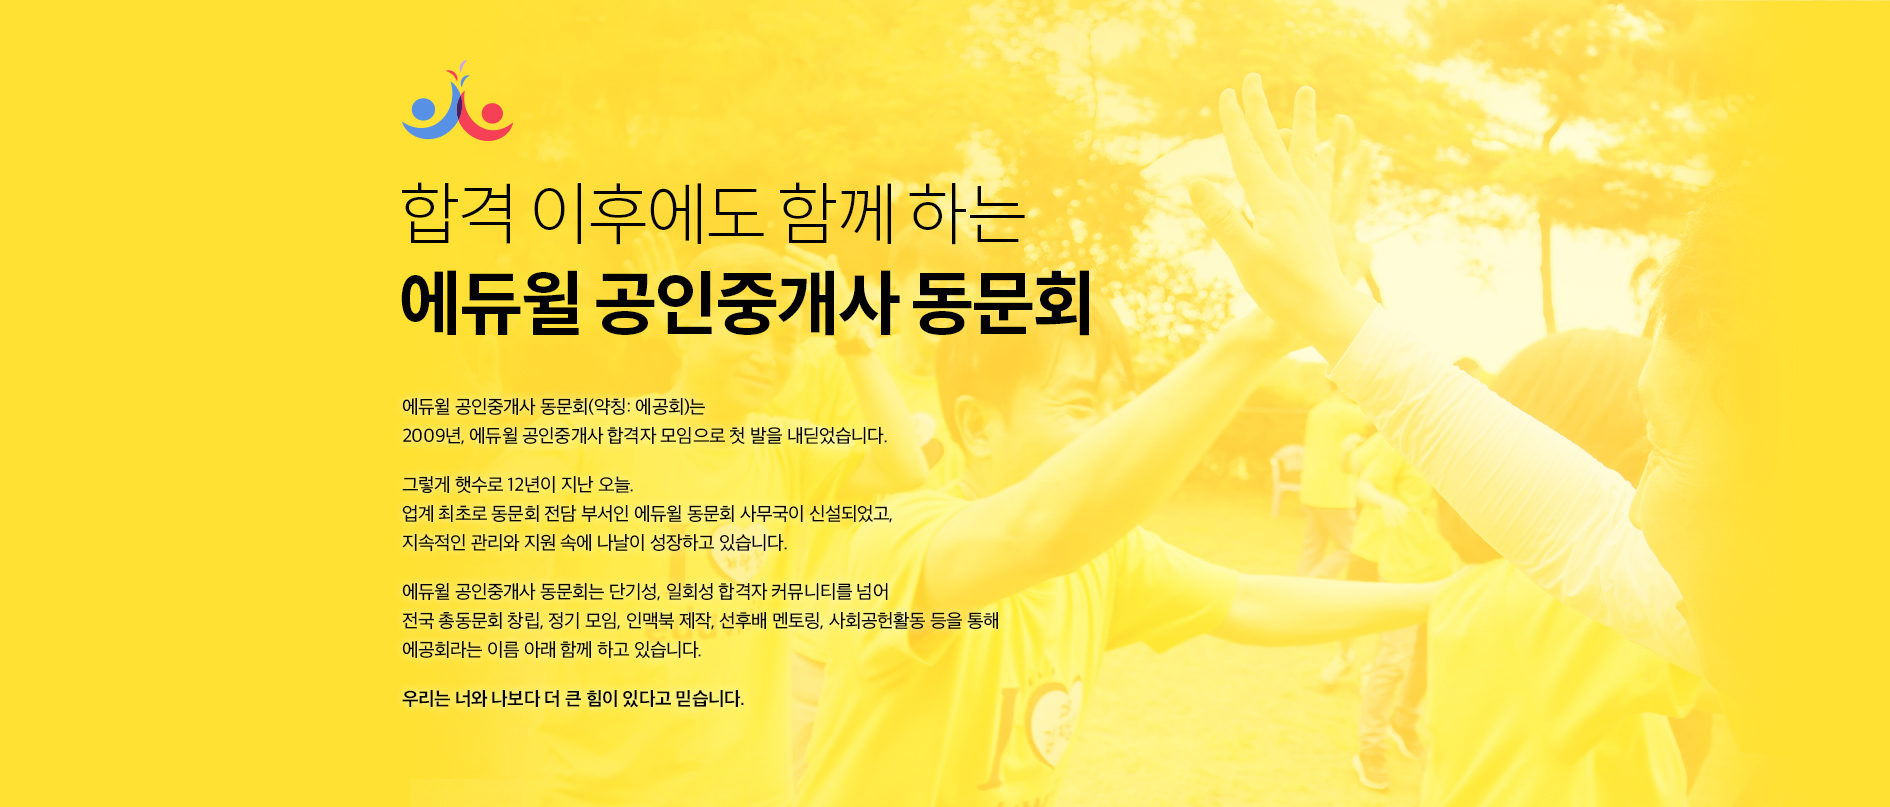 합격 이후에도 함께 하는
에듀윌 공인중개사 동문회
에듀윌 공인중개사 동문회(약칭: 에공회)는
2009년, 에듀윌 공인중개사 합격자 모임으로 첫 발을 내딛었습니다.
그렇게 햇수로 12년이 지난 오늘.
업계 최초로 동문회 전담 부서인 에듀윌 동문회 사무국이 신설되었고,
지속적인 관리와 지원 속에 나날이 성장하고 있습니다.
에듀윌 공인중개사 동문회는 단기성, 일회성 합격자 커뮤니티를 넘어
전국 총동문회 창립, 정기 모임, 인맥북 제작, 선후배 멘토링, 사회공헌활동 등을 통해
에공회라는 이름 아래 함께 하고 있습니다.
우리는 너와 나보다 더 큰 힘이 있다고 믿습니다.